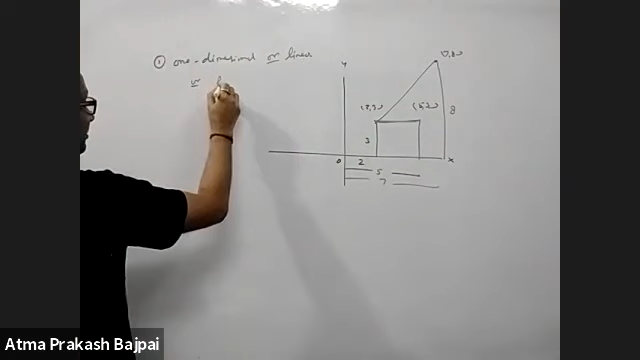 ① one-dimensional or linear
or
y
(7,8)
(2,3) (5,3)
3 8
0 2 x
5
7
Atma Prakash Bajpai